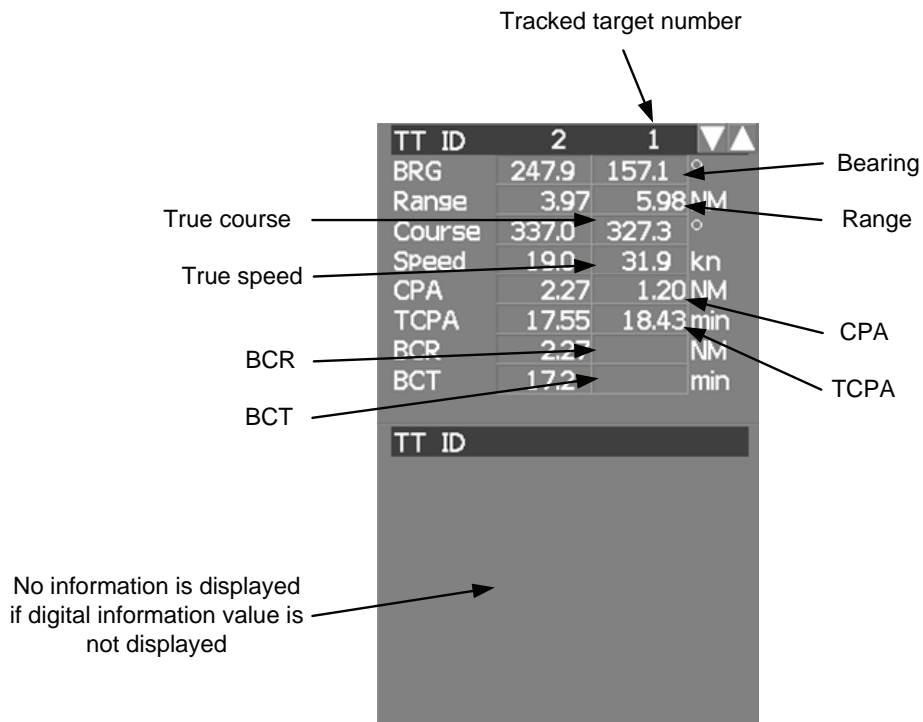 Tracked target number
TT ID 2 1
BRG 247.9 157.1 °
Bearing
Range 3.97 5.98 NM
Range
True course
Course 337.0 327.3 °
True speed
Speed 19.0 31.9 kn
CPA 2.27 1.20 NM
CPA
TCPA 17.55 18.43 min
TCPA
BCR
BCR 2.27 NM
BCT
BCT 17.2 min
TT ID
No information is displayed
if digital information value is
not displayed